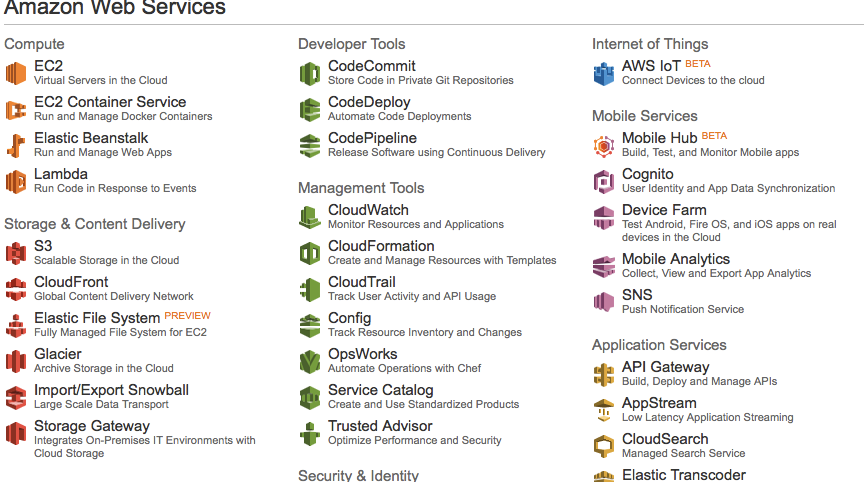 Amazon Web Services
Compute
EC2
Virtual Servers in the Cloud
EC2 Container Service
Run and Manage Docker Containers
Elastic Beanstalk
Run and Manage Web Apps
Lambda
Run Code in Response to Events
Storage & Content Delivery
S3
Scalable Storage in the Cloud
CloudFront
Global Content Delivery Network
Elastic File System PREVIEW
Fully Managed File System for EC2
Glacier
Archive Storage in the Cloud
Import/Export Snowball
Large Scale Data Transport
Storage Gateway
Integrates On-Premises IT Environments with
Cloud Storage
Developer Tools
CodeCommit
Store Code in Private Git Repositories
CodeDeploy
Automate Code Deployments
CodePipeline
Release Software using Continuous Delivery
Management Tools
CloudWatch
Monitor Resources and Applications
CloudFormation
Create and Manage Resources with Templates
CloudTrail
Track User Activity and API Usage
Config
Track Resource Inventory and Changes
OpsWorks
Automate Operations with Chef
Service Catalog
Create and Use Standardized Products
Trusted Advisor
Optimize Performance and Security
Security & Identity
Internet of Things
AWS IoT BETA
Connect Devices to the cloud
Mobile Services
Mobile Hub BETA
Build, Test, and Monitor Mobile apps
Cognito
User Identity and App Data Synchronization
Device Farm
Test Android, Fire OS, and iOS apps on real
devices in the Cloud
Mobile Analytics
Collect, View and Export App Analytics
SNS
Push Notification Service
Application Services
API Gateway
Build, Deploy and Manage APIs
AppStream
Low Latency Application Streaming
CloudSearch
Managed Search Service
Elastic Transcoder